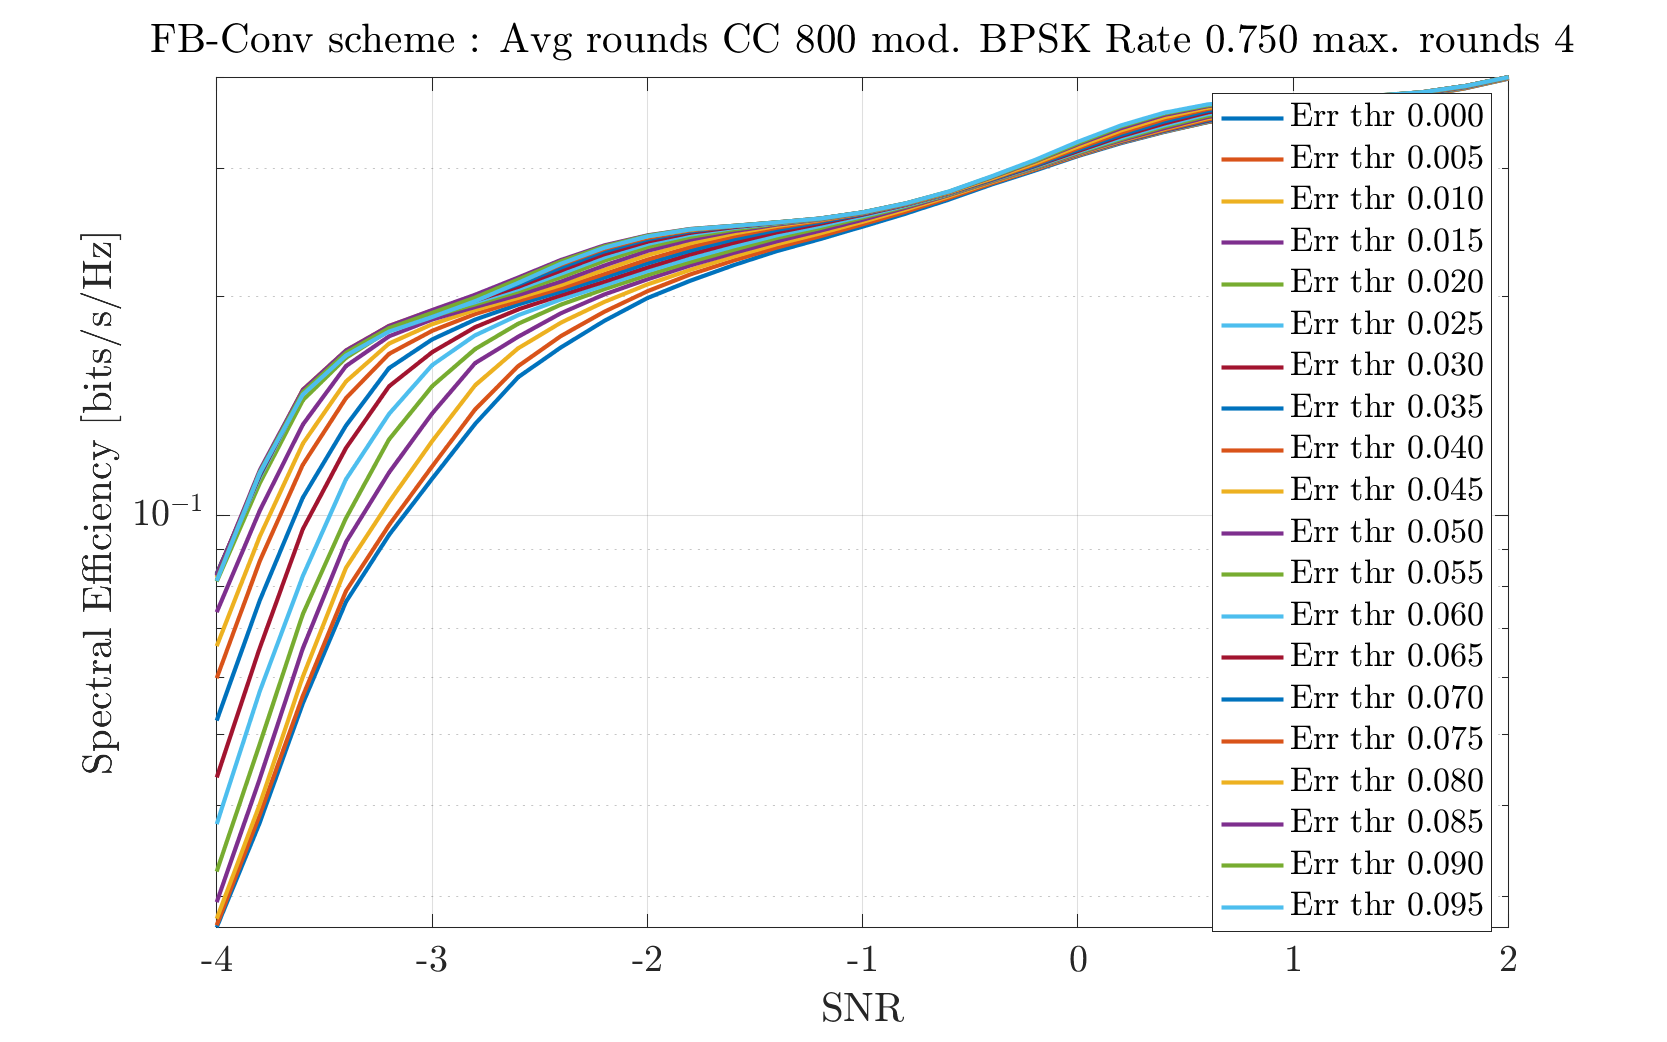 FB-Conv scheme : Avg rounds CC 800 mod. BPSK Rate 0.750 max. rounds 4
Spectral Efficiency [bits/s/Hz]
10⁻¹
Err thr 0.000
Err thr 0.005
Err thr 0.010
Err thr 0.015
Err thr 0.020
Err thr 0.025
Err thr 0.030
Err thr 0.035
Err thr 0.040
Err thr 0.045
Err thr 0.050
Err thr 0.055
Err thr 0.060
Err thr 0.065
Err thr 0.070
Err thr 0.075
Err thr 0.080
Err thr 0.085
Err thr 0.090
Err thr 0.095
-4 -3 -2 -1 0 1 2
SNR